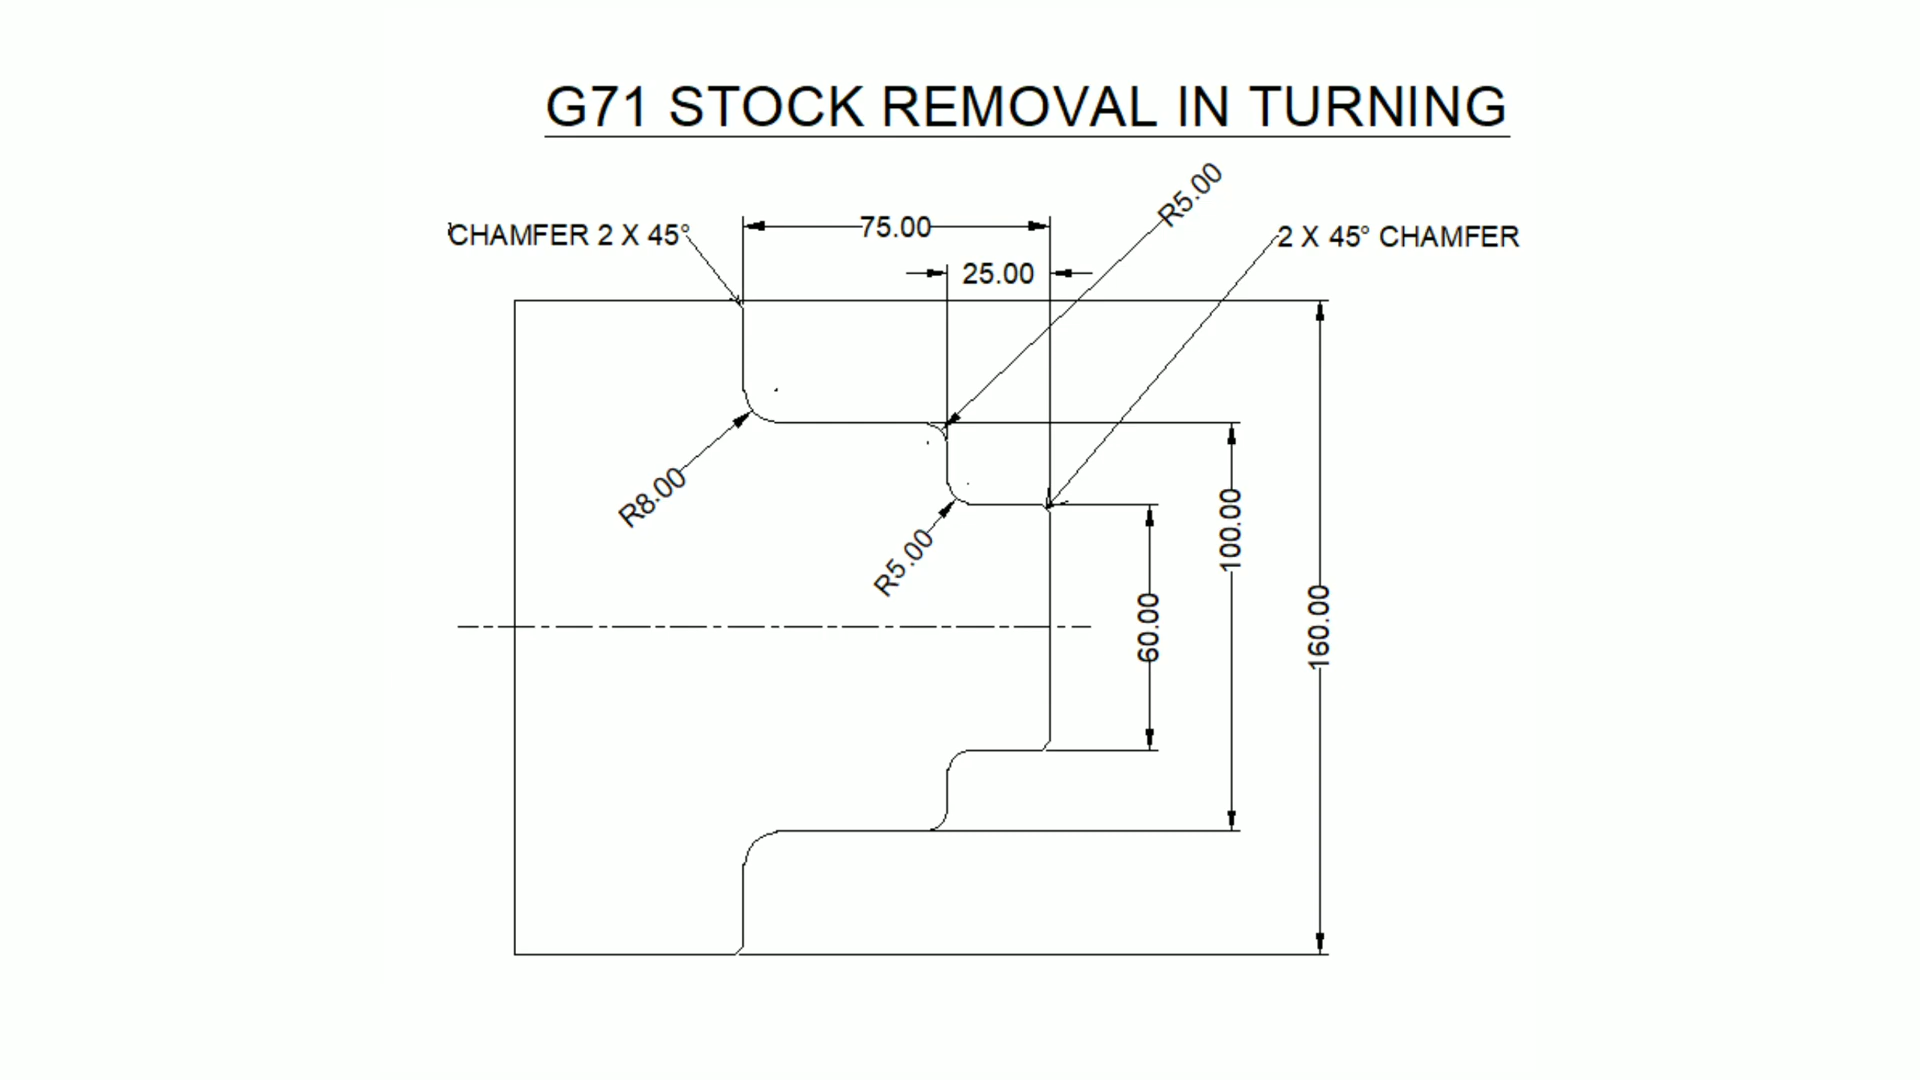 G71 STOCK REMOVAL IN TURNING
R5.00
CHAMFER 2 X 45°
75.00
2 X 45° CHAMFER
25.00
R8.00
100.00
R5.00
60.00
160.00